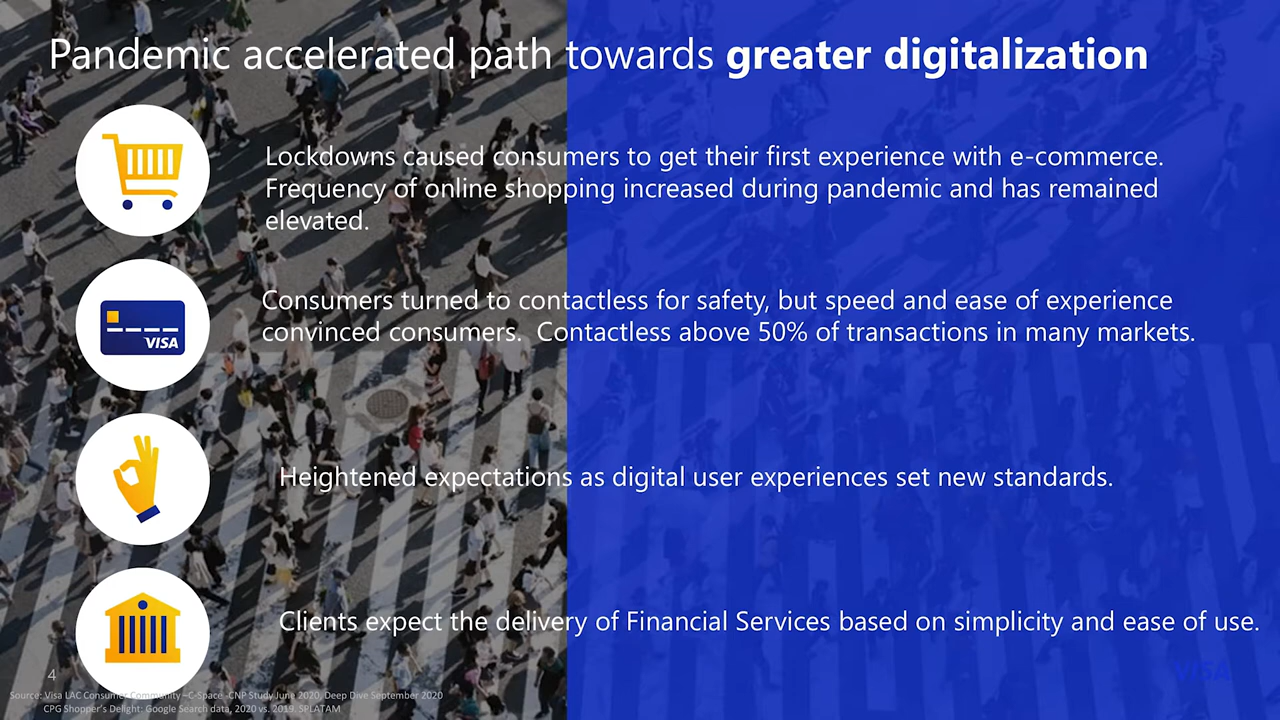 Pandemic accelerated path towards greater digitalization
Lockdowns caused consumers to get their first experience with e-commerce.
Frequency of online shopping increased during pandemic and has remained
elevated.
Consumers turned to contactless for safety, but speed and ease of experience
convinced consumers.  Contactless above 50% of transactions in many markets.
VISA
Heightened expectations as digital user experiences set new standards.
Clients expect the delivery of Financial Services based on simplicity and ease of use.
4
VISA
Source: Visa LAC Consumer Community –C-Space -CNP Study June 2020, Deep Dive September 2020
CPG Shopper's Delight: Google Search data, 2020 vs. 2019. SPLATAM